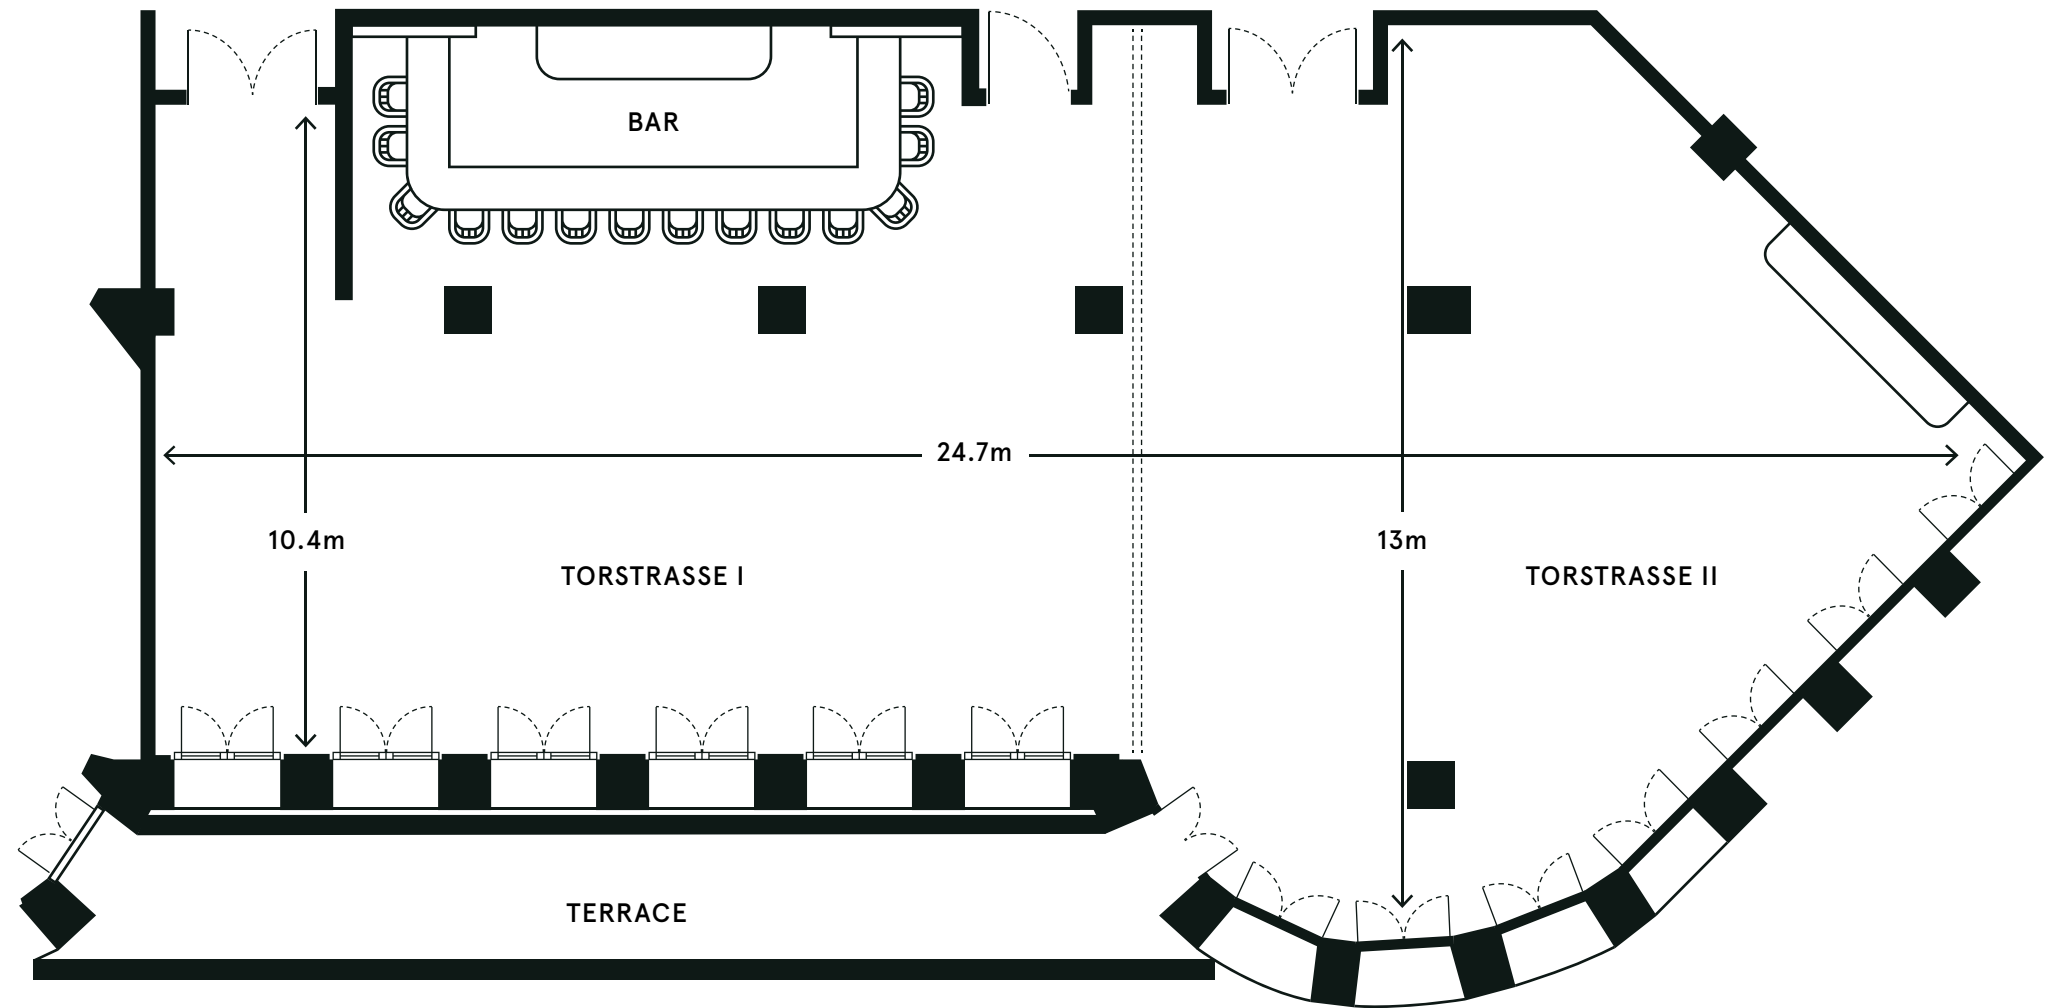 BAR
24.7m
10.4m
13m
TORSTRASSE I
TORSTRASSE II
TERRACE